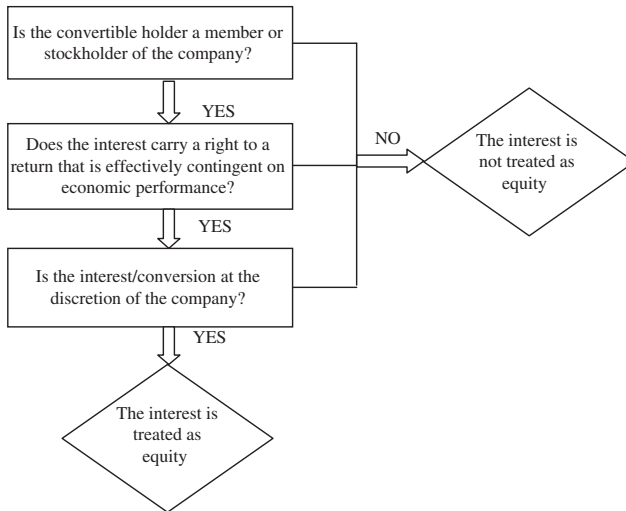 Is the convertible holder a member or
stockholder of the company?
YES
Does the interest carry a right to a
return that is effectively contingent on
economic performance?
NO
The interest is
not treated as
equity
YES
Is the interest/conversion at the
discretion of the company?
YES
The interest is
treated as
equity